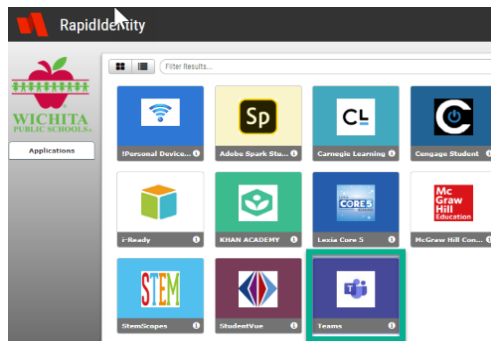 RapidIdentity
Filter Results...
WICHITA
PUBLIC SCHOOLS
Applications
!Personal Device...
Sp
Adobe Spark Stu...
CL
Carnegie Learning
Cengage Student
i-Ready
KHAN ACADEMY
CORE5
Lexia Core 5
Mc
Graw
Hill
Education
McGraw Hill Con...
STEM
StemScopes
StudentVue
T
Teams